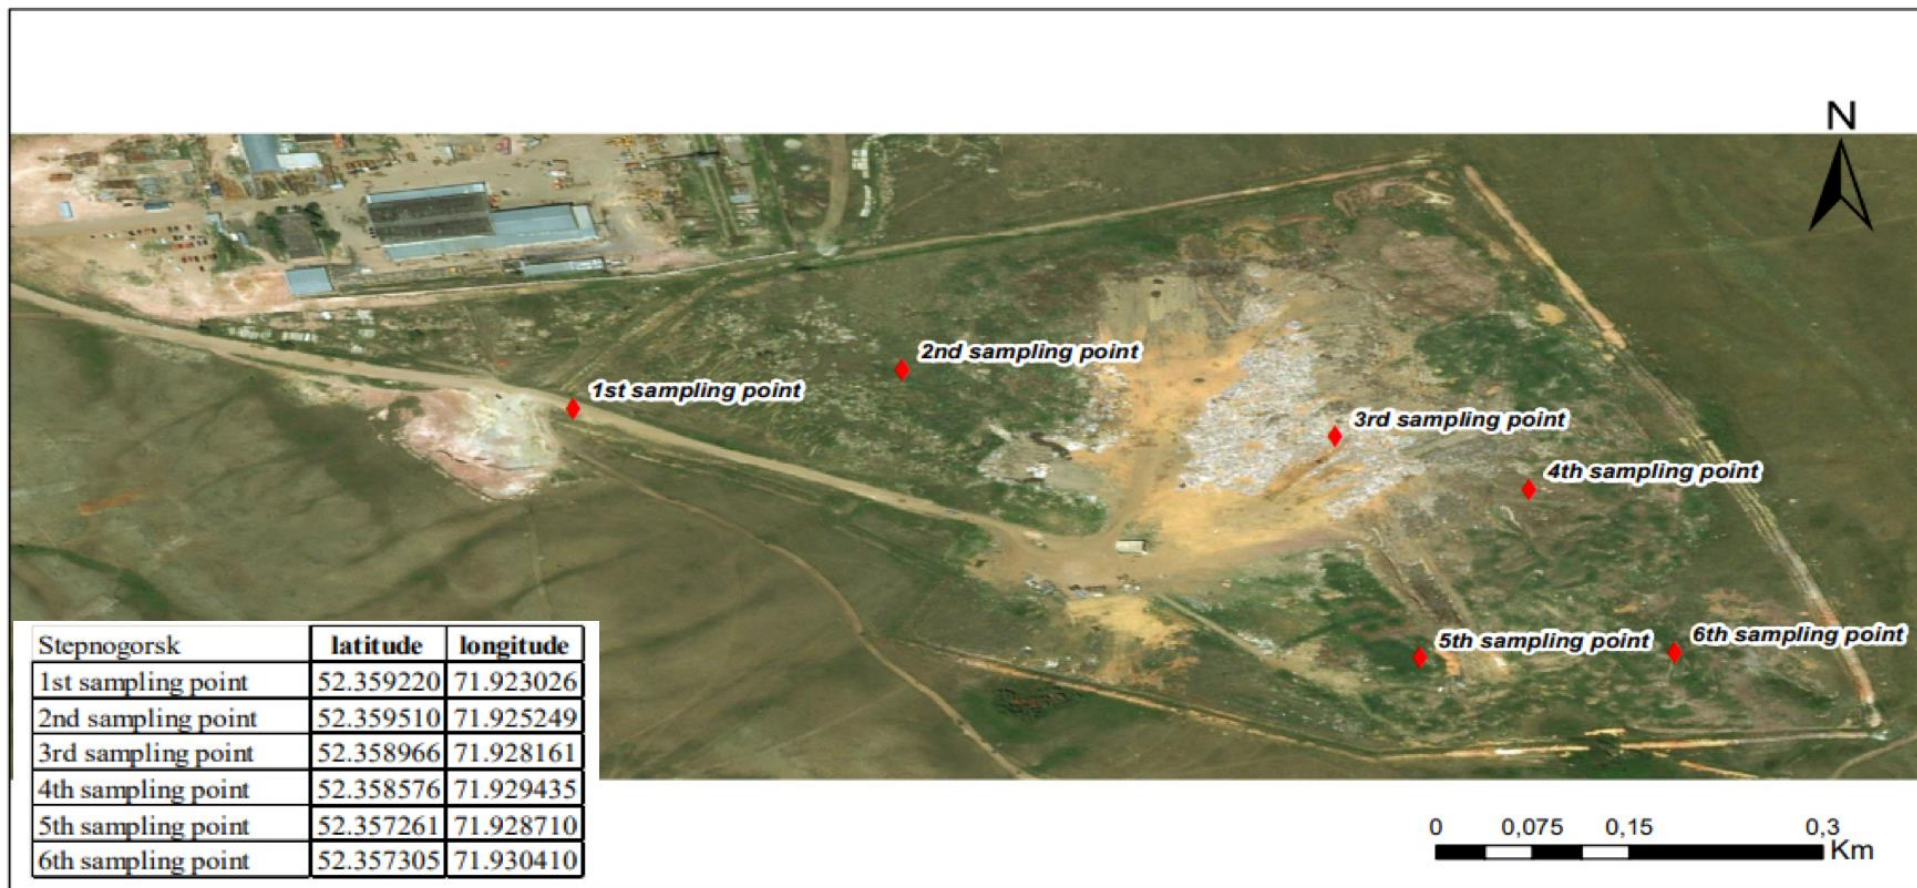 N
2nd sampling point
1st sampling point
3rd sampling point
4th sampling point
5th sampling point
6th sampling point
Stepnogorsk latitude longitude
1st sampling point 52.359220 71.923026
2nd sampling point 52.359510 71.925249
3rd sampling point 52.358966 71.928161
4th sampling point 52.358576 71.929435
5th sampling point 52.357261 71.928710
6th sampling point 52.357305 71.930410
0 0,075 0,15 0,3
Km